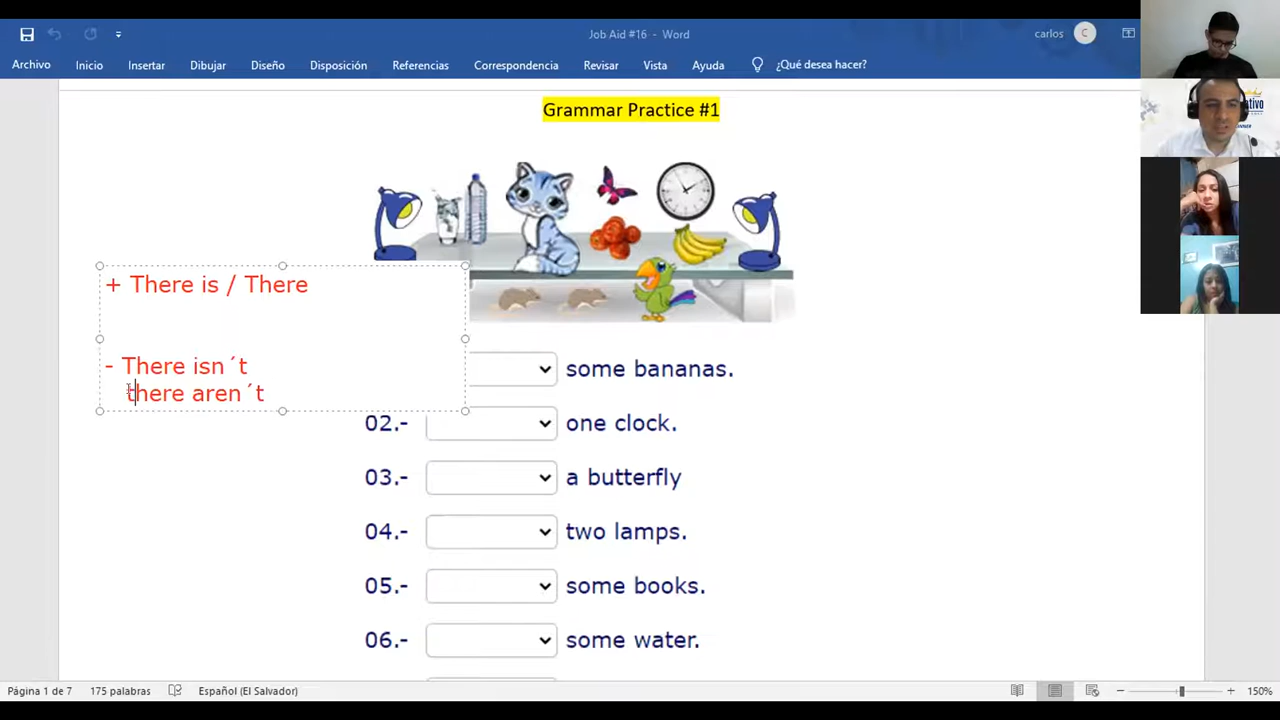 Job Aid #16 - Word
carlos C
Archivo Inicio Insertar Dibujar Diseño Disposición Referencias Correspondencia Revisar Vista Ayuda ¿Qué desea hacer?
Grammar Practice #1
+ There is / There
- There isn´t
there aren´t
some bananas.
02.- one clock.
03.- a butterfly
04.- two lamps.
05.- some books.
06.- some water.
Página 1 de 7 175 palabras Español (El Salvador) 150%